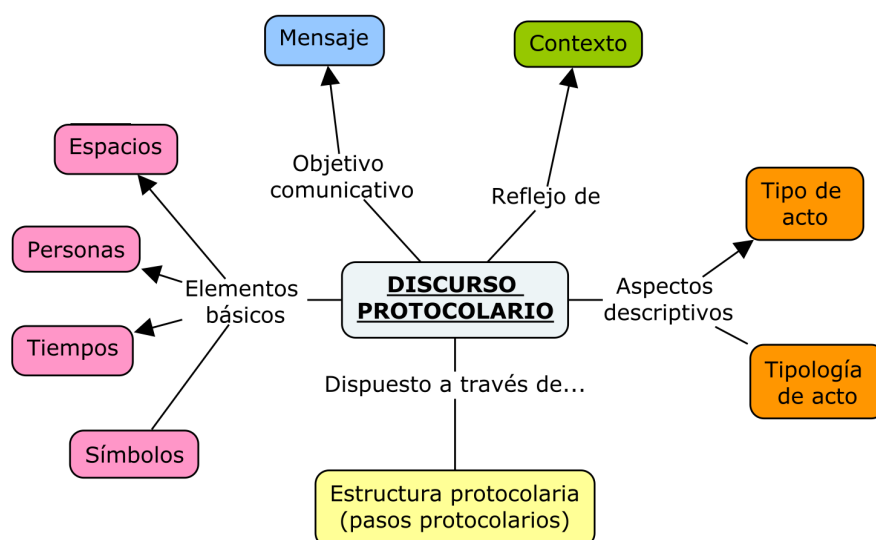 Mensaje
Contexto
Espacios
Objetivo
comunicativo
Reflejo de
Tipo de
acto
Personas
Elementos
básicos
DISCURSO
PROTOCOLARIO
Aspectos
descriptivos
Tiempos
Dispuesto a través de...
Tipología
de acto
Símbolos
Estructura protocolaria
(pasos protocolarios)